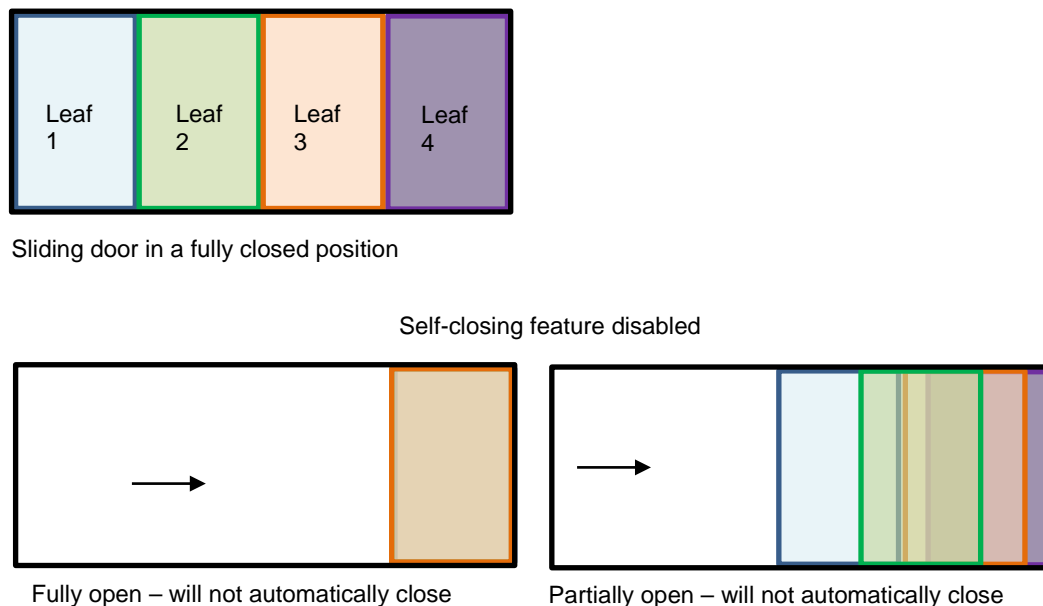 Leaf
1
Leaf
2
Leaf
3
Leaf
4
Sliding door in a fully closed position
Self-closing feature disabled
Fully open – will not automatically close
Partially open – will not automatically close